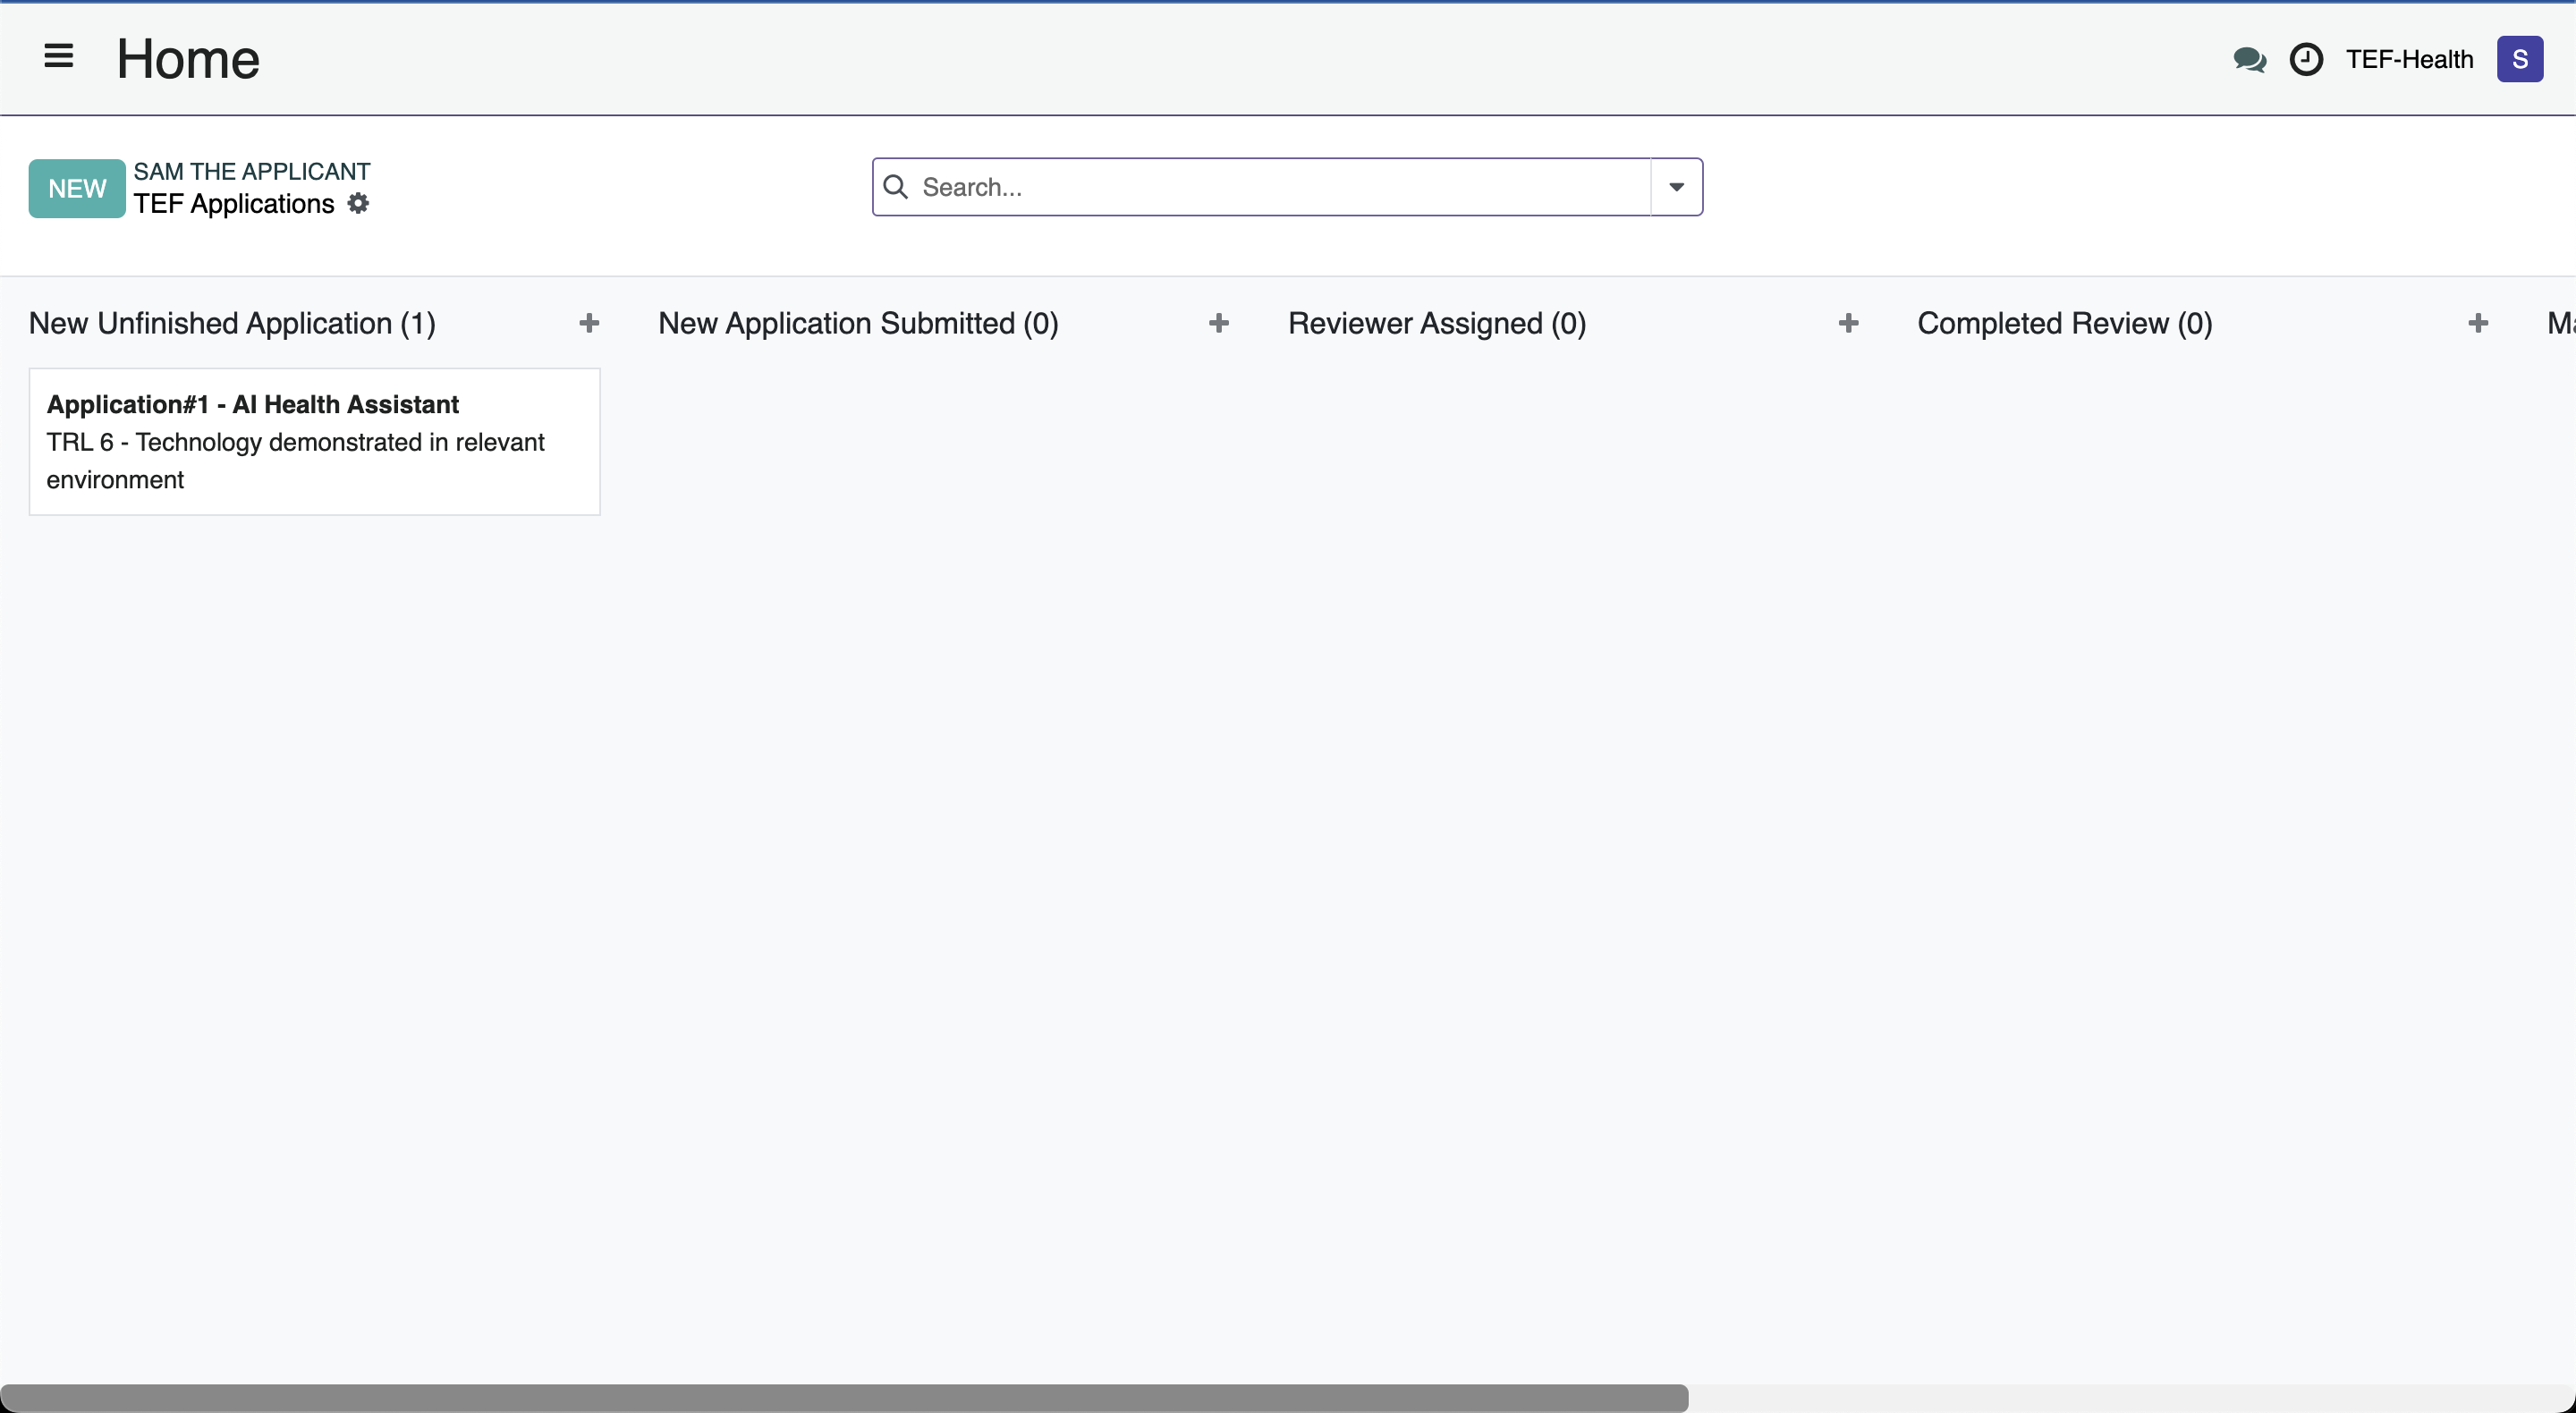 Home
TEF-Health
S
NEW
SAM THE APPLICANT
TEF Applications
Search...
New Unfinished Application (1)
New Application Submitted (0)
Reviewer Assigned (0)
Completed Review (0)
Application#1 - AI Health Assistant
TRL 6 - Technology demonstrated in relevant
environment